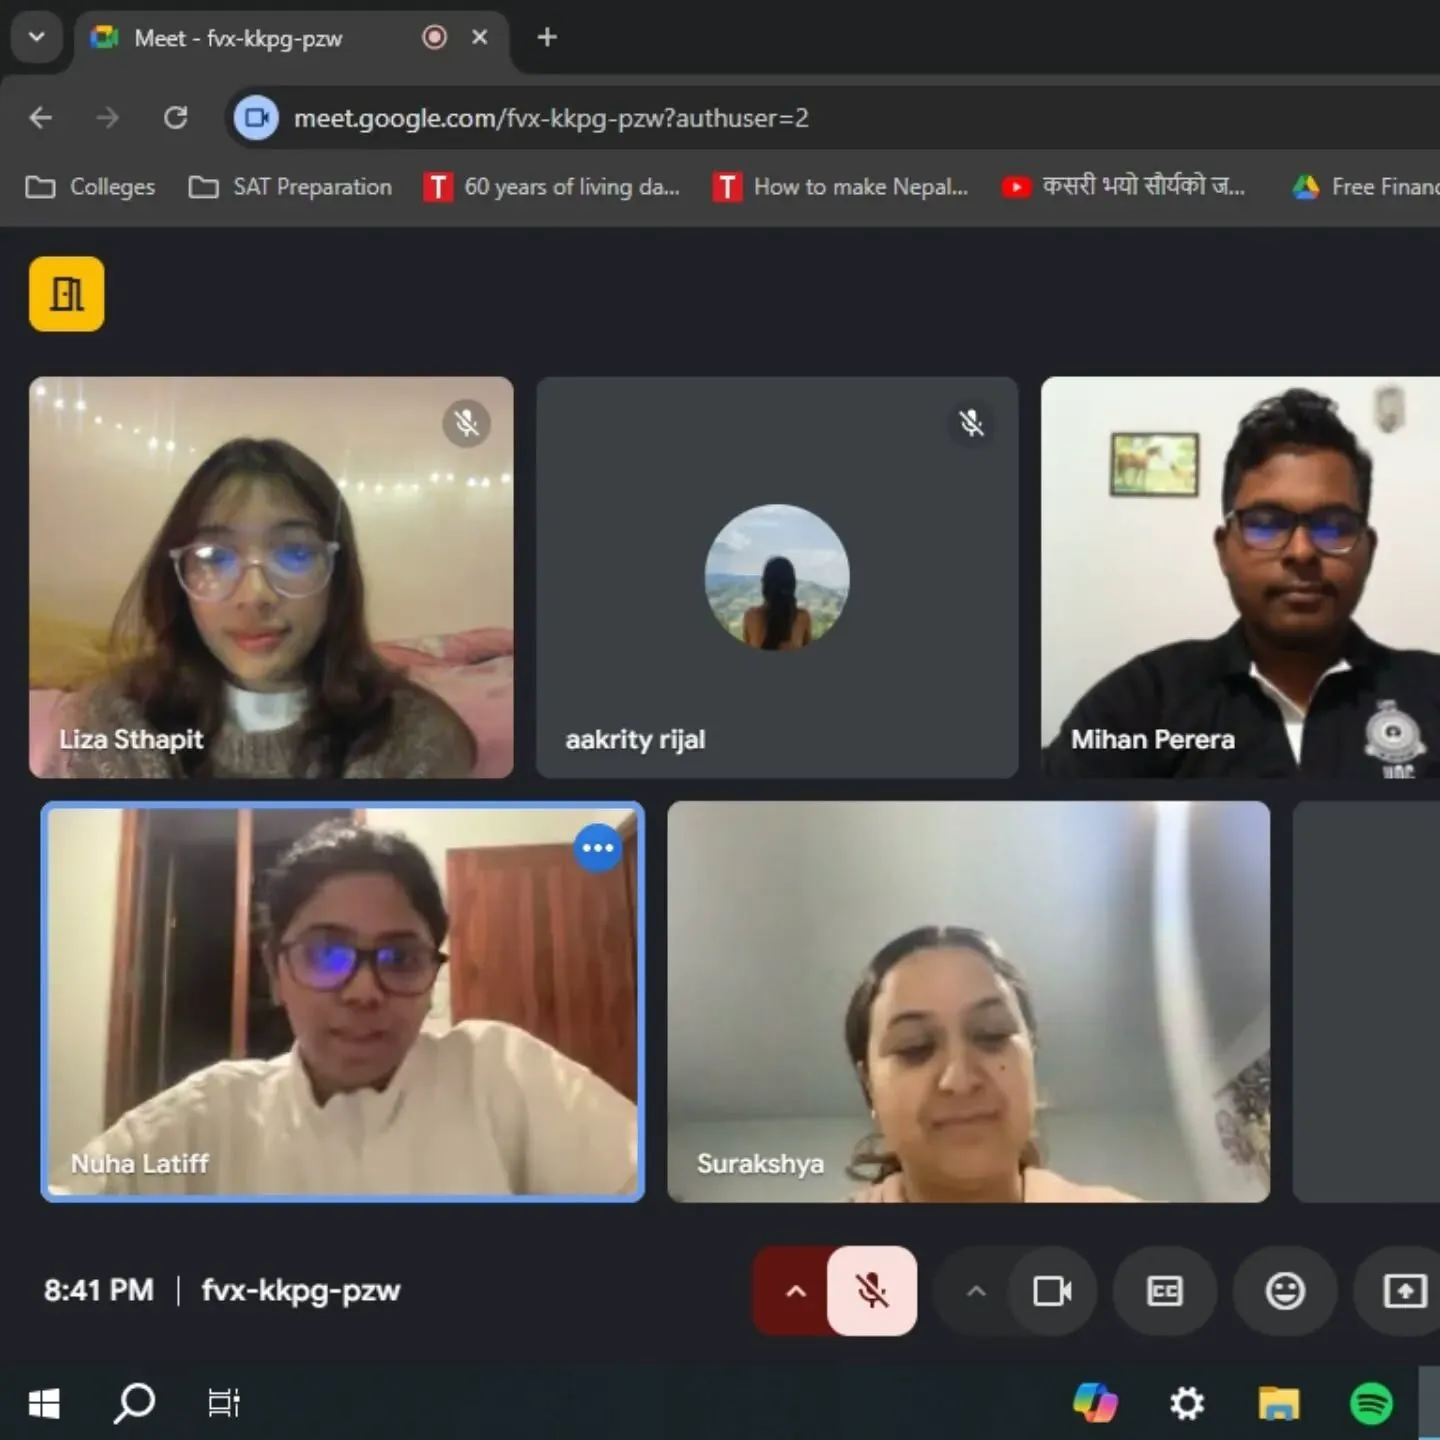 Meet - fvx-kkpg-pzw
meet.google.com/fvx-kkpg-pzw?authuser=2
Colleges SAT Preparation T 60 years of living da... T How to make Nepal... कसरी भयो सौर्यको ज... Free Financ
Liza Sthapit aakrity rijal Mihan Perera
UOC
Nuha Latiff Surakshya
8:41 PM | fvx-kkpg-pzw CC